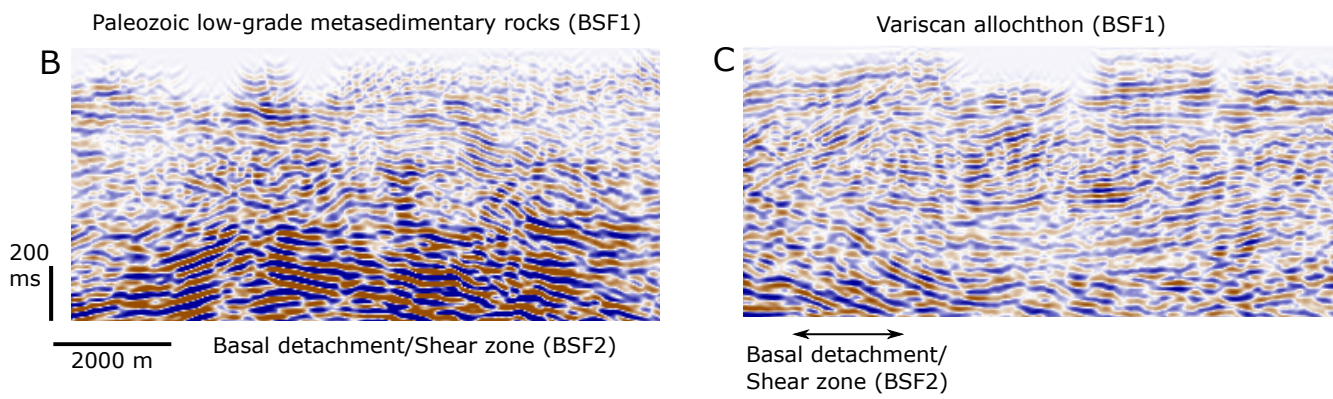 Paleozoic low-grade metasedimentary rocks (BSF1)
B
200
ms
2000 m
Basal detachment/Shear zone (BSF2)
Variscan allochthon (BSF1)
C
Basal detachment/
Shear zone (BSF2)